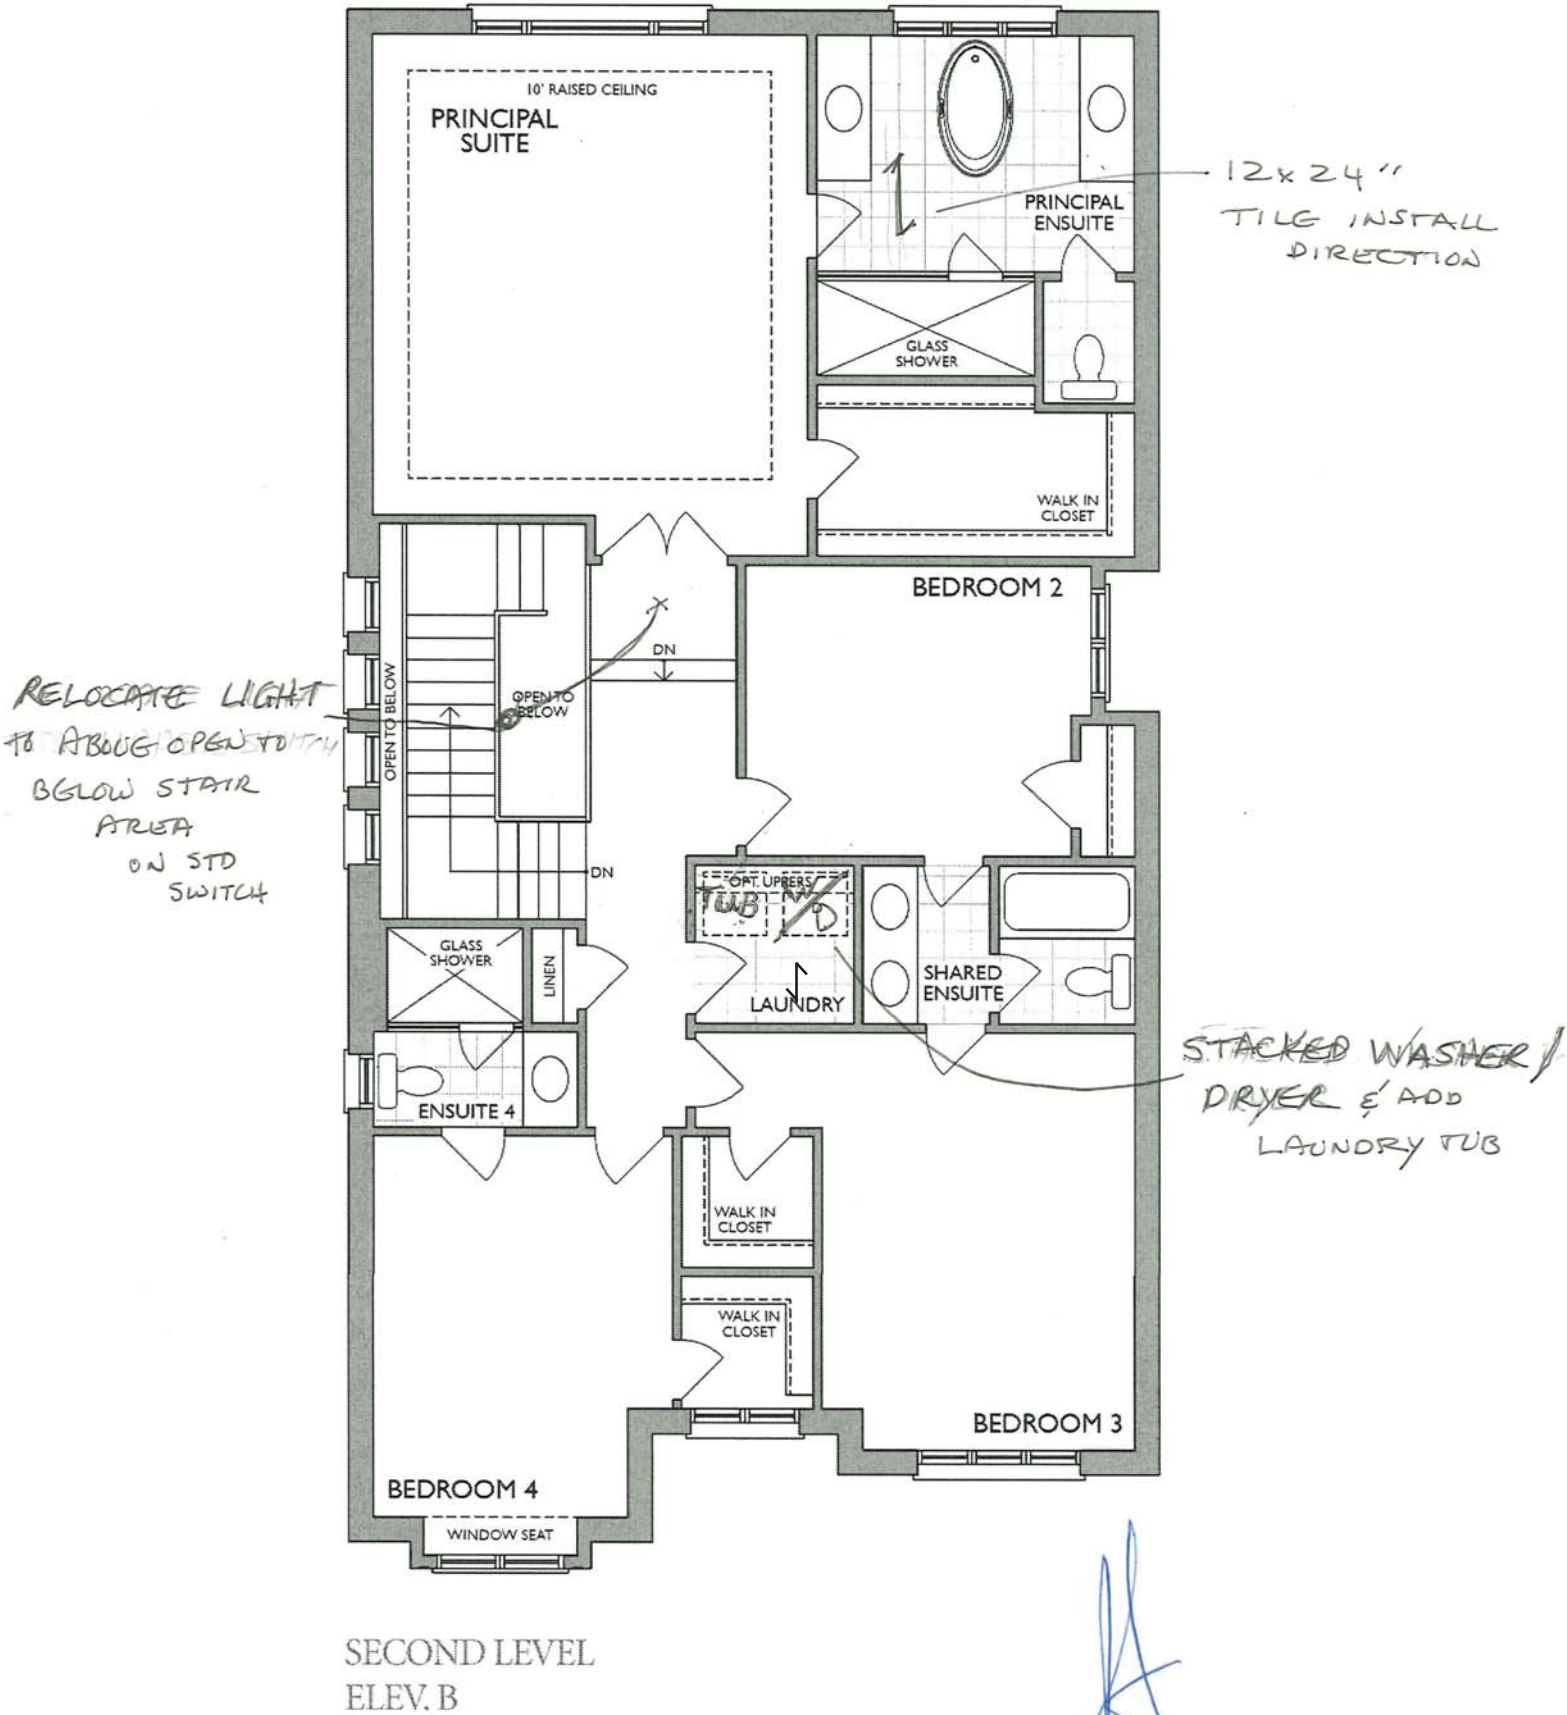 10' RAISED CEILING
PRINCIPAL
SUITE
12x24"
TILE INSTALL
DIRECTION
PRINCIPAL
ENSUITE
GLASS
SHOWER
WALK IN
CLOSET
BEDROOM 2
DN
OPEN TO BELOW
OPEN TO
BELOW
RELOCATE LIGHT
TO ABOVE OPEN TO
BELOW STAIR
AREA
ON STD
SWITCH
DN
OPT. UPPERS
TUB W/D
GLASS
SHOWER
LINEN
LAUNDRY
SHARED
ENSUITE
STACKED WASHER/
DRYER & ADD
LAUNDRY TUB
ENSUITE 4
WALK IN
CLOSET
WALK IN
CLOSET
BEDROOM 3
BEDROOM 4
WINDOW SEAT
SECOND LEVEL
ELEV. B